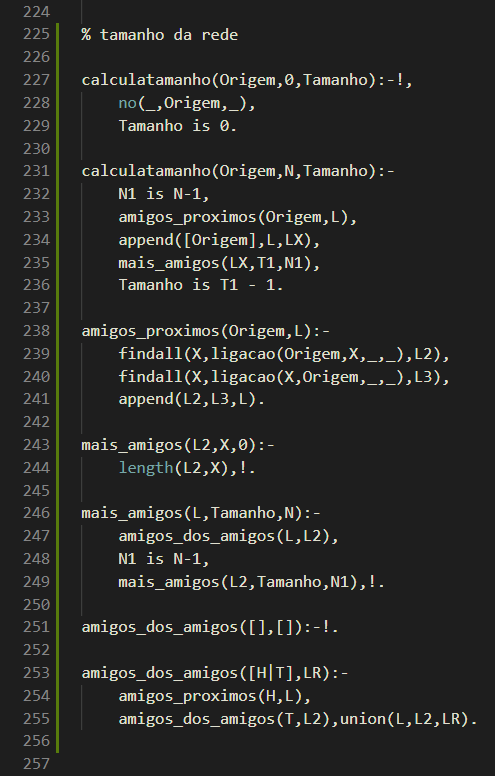 224
225 % tamanho da rede
226
227 calculatamanho(Origem,0,Tamanho):-!,
228     no(_,Origem,_),
229     Tamanho is 0.
230
231 calculatamanho(Origem,N,Tamanho):-
232     N1 is N-1,
233     amigos_proximos(Origem,L),
234     append([Origem],L,LX),
235     mais_amigos(LX,T1,N1),
236     Tamanho is T1 - 1.
237
238 amigos_proximos(Origem,L):-
239     findall(X,ligacao(Origem,X,_,_),L2),
240     findall(X,ligacao(X,Origem,_,_),L3),
241     append(L2,L3,L).
242
243 mais_amigos(L2,X,0):-
244     length(L2,X),!.
245
246 mais_amigos(L,Tamanho,N):-
247     amigos_dos_amigos(L,L2),
248     N1 is N-1,
249     mais_amigos(L2,Tamanho,N1),!.
250
251 amigos_dos_amigos([],[]):-!.
252
253 amigos_dos_amigos([H|T],LR):-
254     amigos_proximos(H,L),
255     amigos_dos_amigos(T,L2),union(L,L2,LR).
256
257